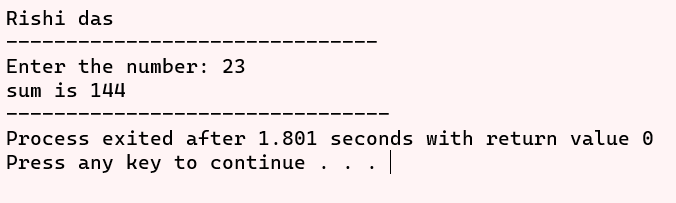 Rishi das
-------------------------------
Enter the number: 23
sum is 144
--------------------------------
Process exited after 1.801 seconds with return value 0
Press any key to continue . . .